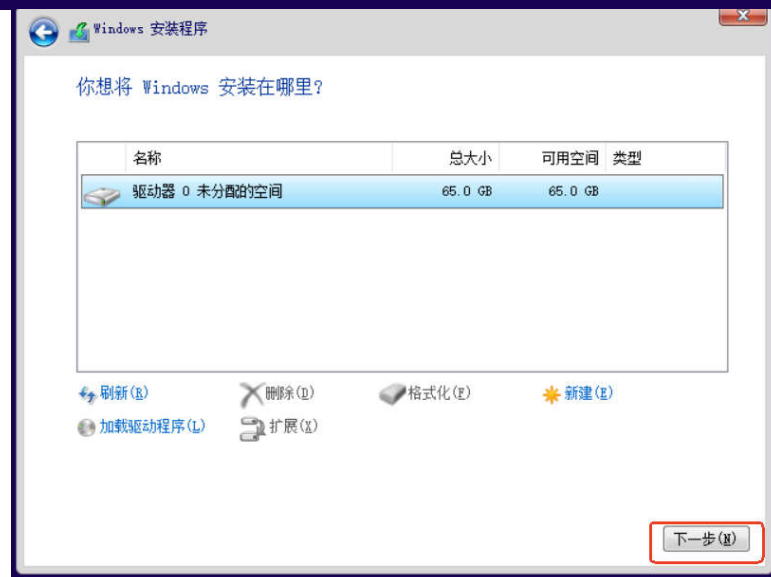 Windows 安装程序
你想将 Windows 安装在哪里?
名称 总大小 可用空间 类型
驱动器 0 未分配的空间 65.0 GB 65.0 GB
刷新(R) 删除(D) 格式化(F) 新建(E)
加载驱动程序(L) 扩展(X)
下一步(N)